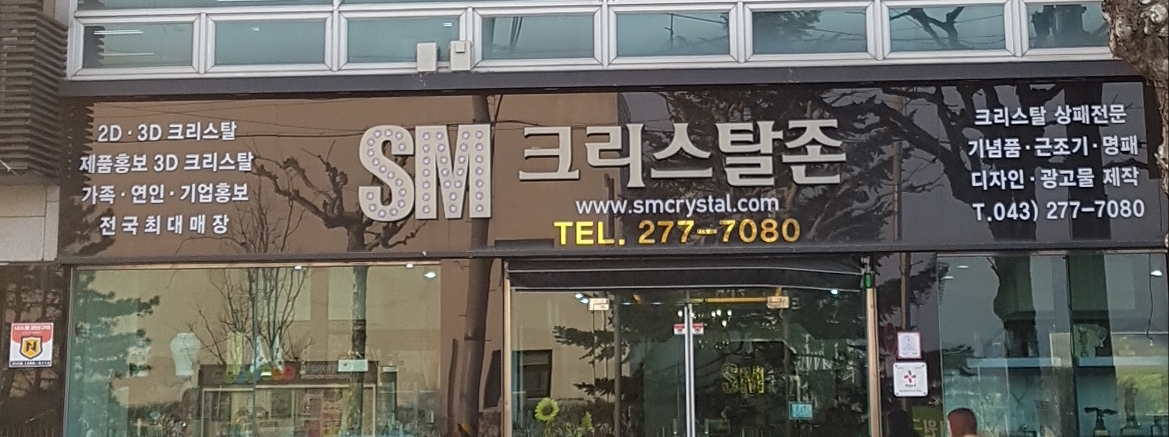 2D · 3D 크리스탈
제품홍보 3D 크리스탈
가족 · 연인 · 기업홍보
전국최대매장
SM 크리스탈존
www.smcrystal.com
TEL. 277-7080
크리스탈 상패전문
기념품 · 근조기 · 명패
디자인 · 광고물 제작
T.043) 277-7080
SM